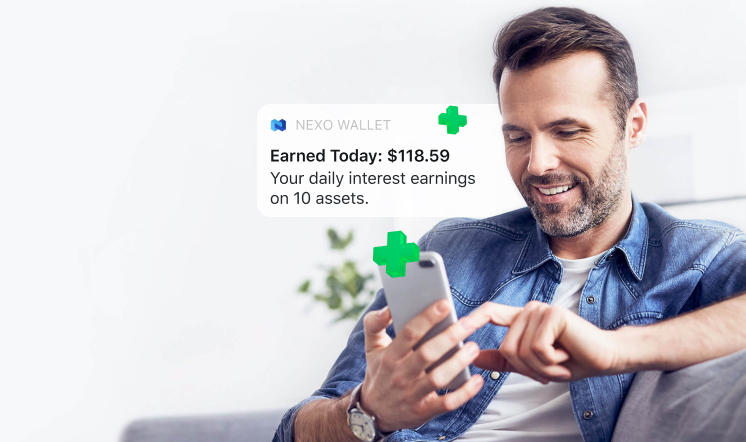 NEXO WALLET
Earned Today: $118.59
Your daily interest earnings
on 10 assets.